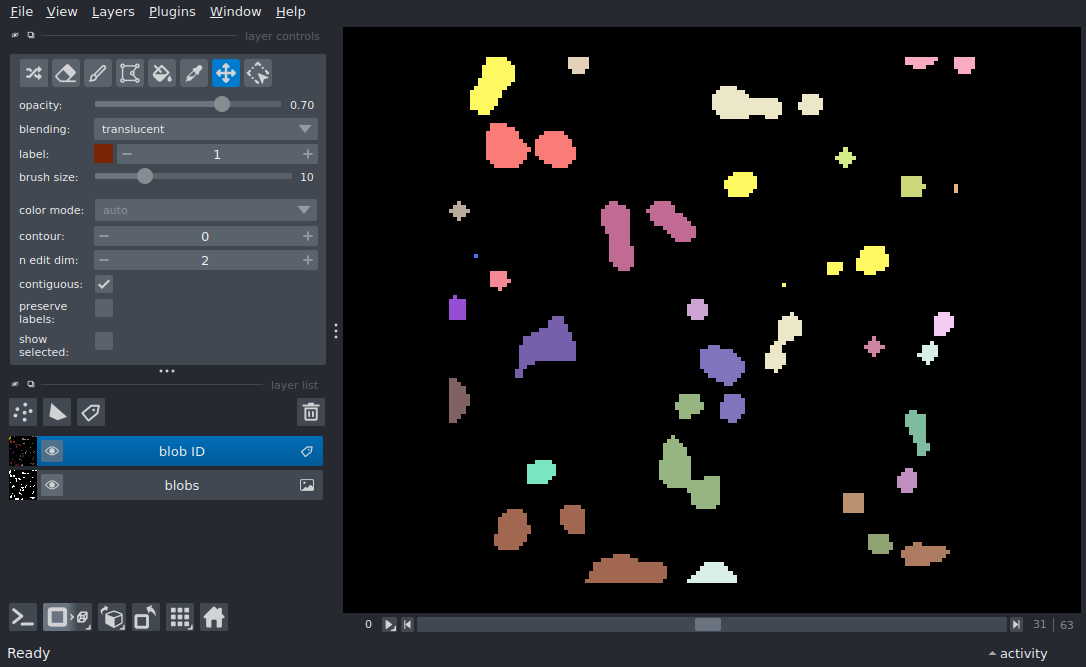 File View Layers Plugins Window Help
layer controls
opacity: 0.70
blending: translucent
label: 1
brush size: 10
color mode: auto
contour: 0
n edit dim: 2
contiguous:
preserve
labels:
show
selected:
layer list
blob ID
blobs
0 31 | 63
Ready activity